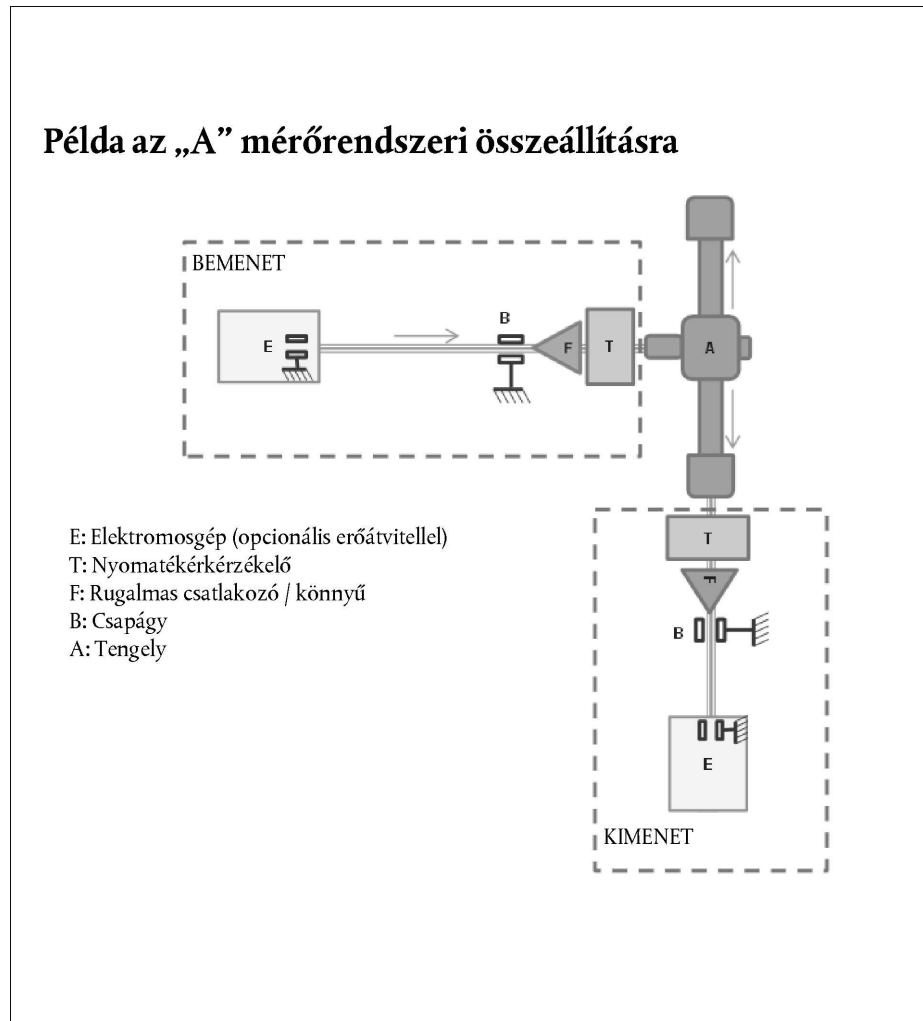 Példa az „A” mérőrendszeri összeállításra
BEMENET
B
E
F
T
A
E: Elektromosgép (opcionális erőátvitellel)
T: Nyomatékérkérzékelő
F: Rugalmas csatlakozó / könnyű
B: Csapágy
A: Tengely
T
F
B
E
KIMENET